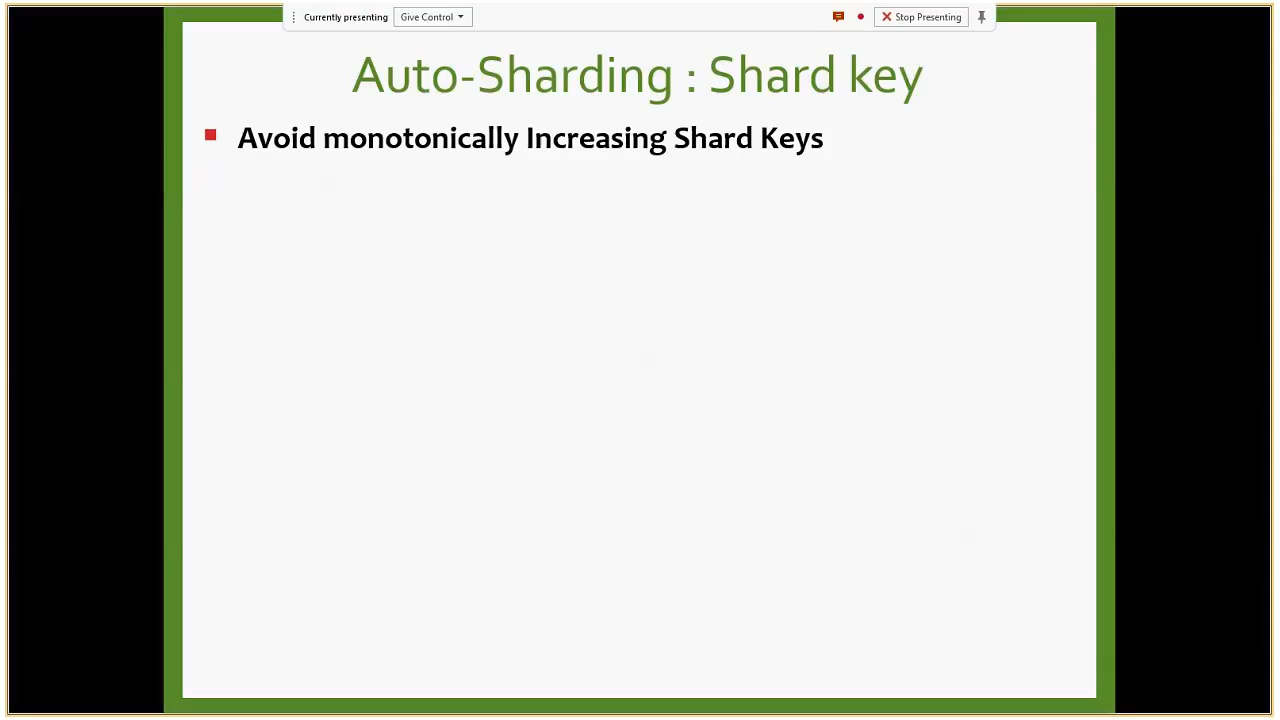 Currently presenting Give Control Stop Presenting
Auto-Sharding : Shard key
Avoid monotonically Increasing Shard Keys